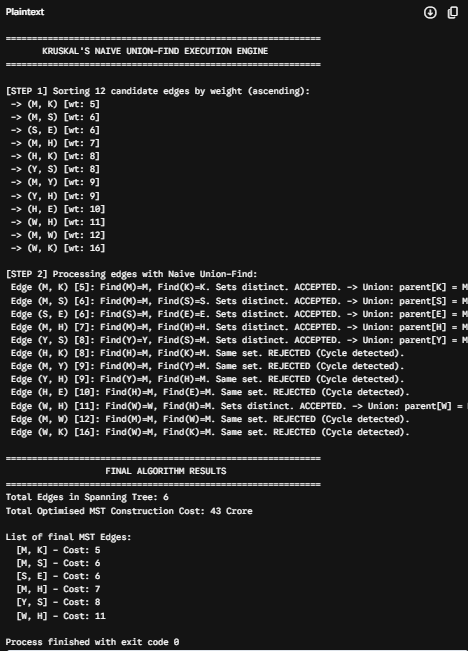 Plaintext
============================================================
KRUSKAL'S NAIVE UNION-FIND EXECUTION ENGINE
============================================================
[STEP 1] Sorting 12 candidate edges by weight (ascending):
-> (M, K) [wt: 5]
-> (M, S) [wt: 6]
-> (S, E) [wt: 6]
-> (M, H) [wt: 7]
-> (H, K) [wt: 8]
-> (Y, S) [wt: 8]
-> (M, Y) [wt: 9]
-> (Y, H) [wt: 9]
-> (H, E) [wt: 10]
-> (W, H) [wt: 11]
-> (M, W) [wt: 12]
-> (W, K) [wt: 16]
[STEP 2] Processing edges with Naive Union-Find:
Edge (M, K) [5]: Find(M)=M, Find(K)=K. Sets distinct. ACCEPTED. -> Union: parent[K] = M
Edge (M, S) [6]: Find(M)=M, Find(S)=S. Sets distinct. ACCEPTED. -> Union: parent[S] = M
Edge (S, E) [6]: Find(S)=M, Find(E)=E. Sets distinct. ACCEPTED. -> Union: parent[E] = M
Edge (M, H) [7]: Find(M)=M, Find(H)=H. Sets distinct. ACCEPTED. -> Union: parent[H] = M
Edge (Y, S) [8]: Find(Y)=Y, Find(S)=M. Sets distinct. ACCEPTED. -> Union: parent[Y] = M
Edge (H, K) [8]: Find(H)=M, Find(K)=M. Same set. REJECTED (Cycle detected).
Edge (M, Y) [9]: Find(M)=M, Find(Y)=M. Same set. REJECTED (Cycle detected).
Edge (Y, H) [9]: Find(Y)=M, Find(H)=M. Same set. REJECTED (Cycle detected).
Edge (H, E) [10]: Find(H)=M, Find(E)=M. Same set. REJECTED (Cycle detected).
Edge (W, H) [11]: Find(W)=W, Find(H)=M. Sets distinct. ACCEPTED. -> Union: parent[W] =
Edge (M, W) [12]: Find(M)=M, Find(W)=M. Same set. REJECTED (Cycle detected).
Edge (W, K) [16]: Find(W)=M, Find(K)=M. Same set. REJECTED (Cycle detected).
============================================================
FINAL ALGORITHM RESULTS
============================================================
Total Edges in Spanning Tree: 6
Total Optimised MST Construction Cost: 43 Crore
List of final MST Edges:
[M, K] - Cost: 5
[M, S] - Cost: 6
[S, E] - Cost: 6
[M, H] - Cost: 7
[Y, S] - Cost: 8
[W, H] - Cost: 11
Process finished with exit code 0